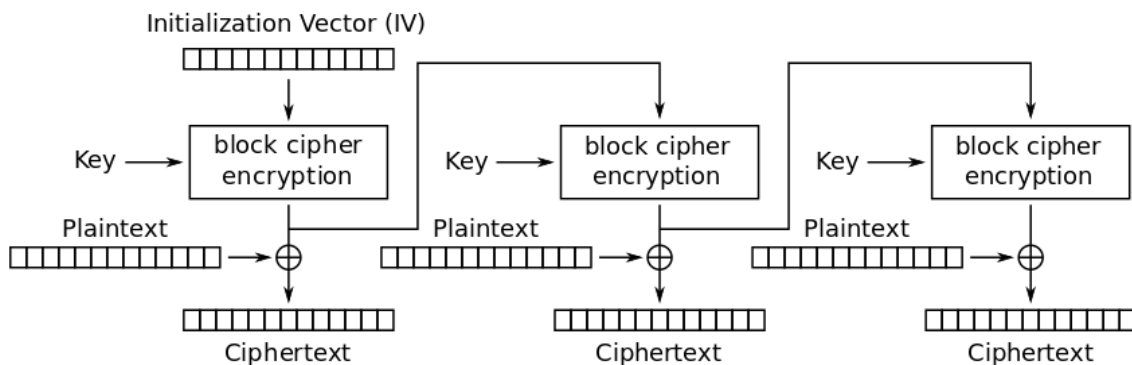 Initialization Vector (IV)
Key
block cipher
encryption
Key
block cipher
encryption
Key
block cipher
encryption
Plaintext
Plaintext
Plaintext
Ciphertext
Ciphertext
Ciphertext